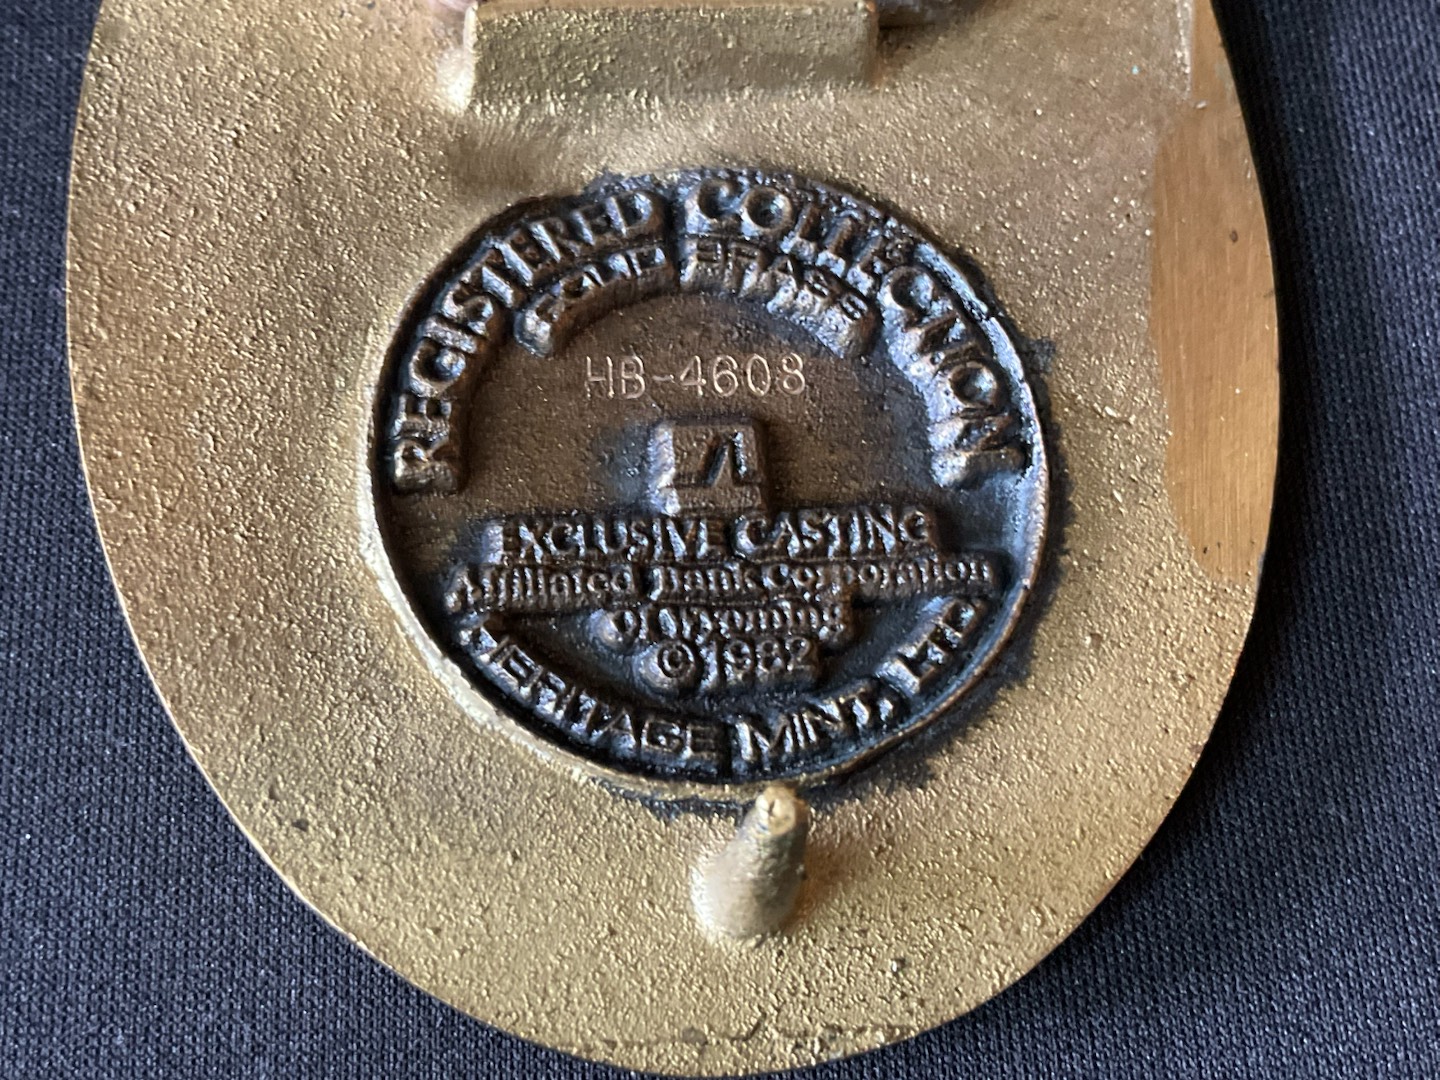 REGISTERED COLLECTION
SOLID BRASS
HB-4608
EXCLUSIVE CASTING
Affiliated Bank Corporation
of Wyoming
© 1982
HERITAGE MINT, LTD.